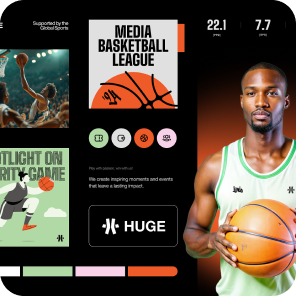 Supported by the
Global Sports
22.1
7.7
MEDIA
BASKETBALL
LEAGUE
TLIGHT ON
RITY GAME
We create inspiring moments and events
that leave a lasting impact.
HUGE